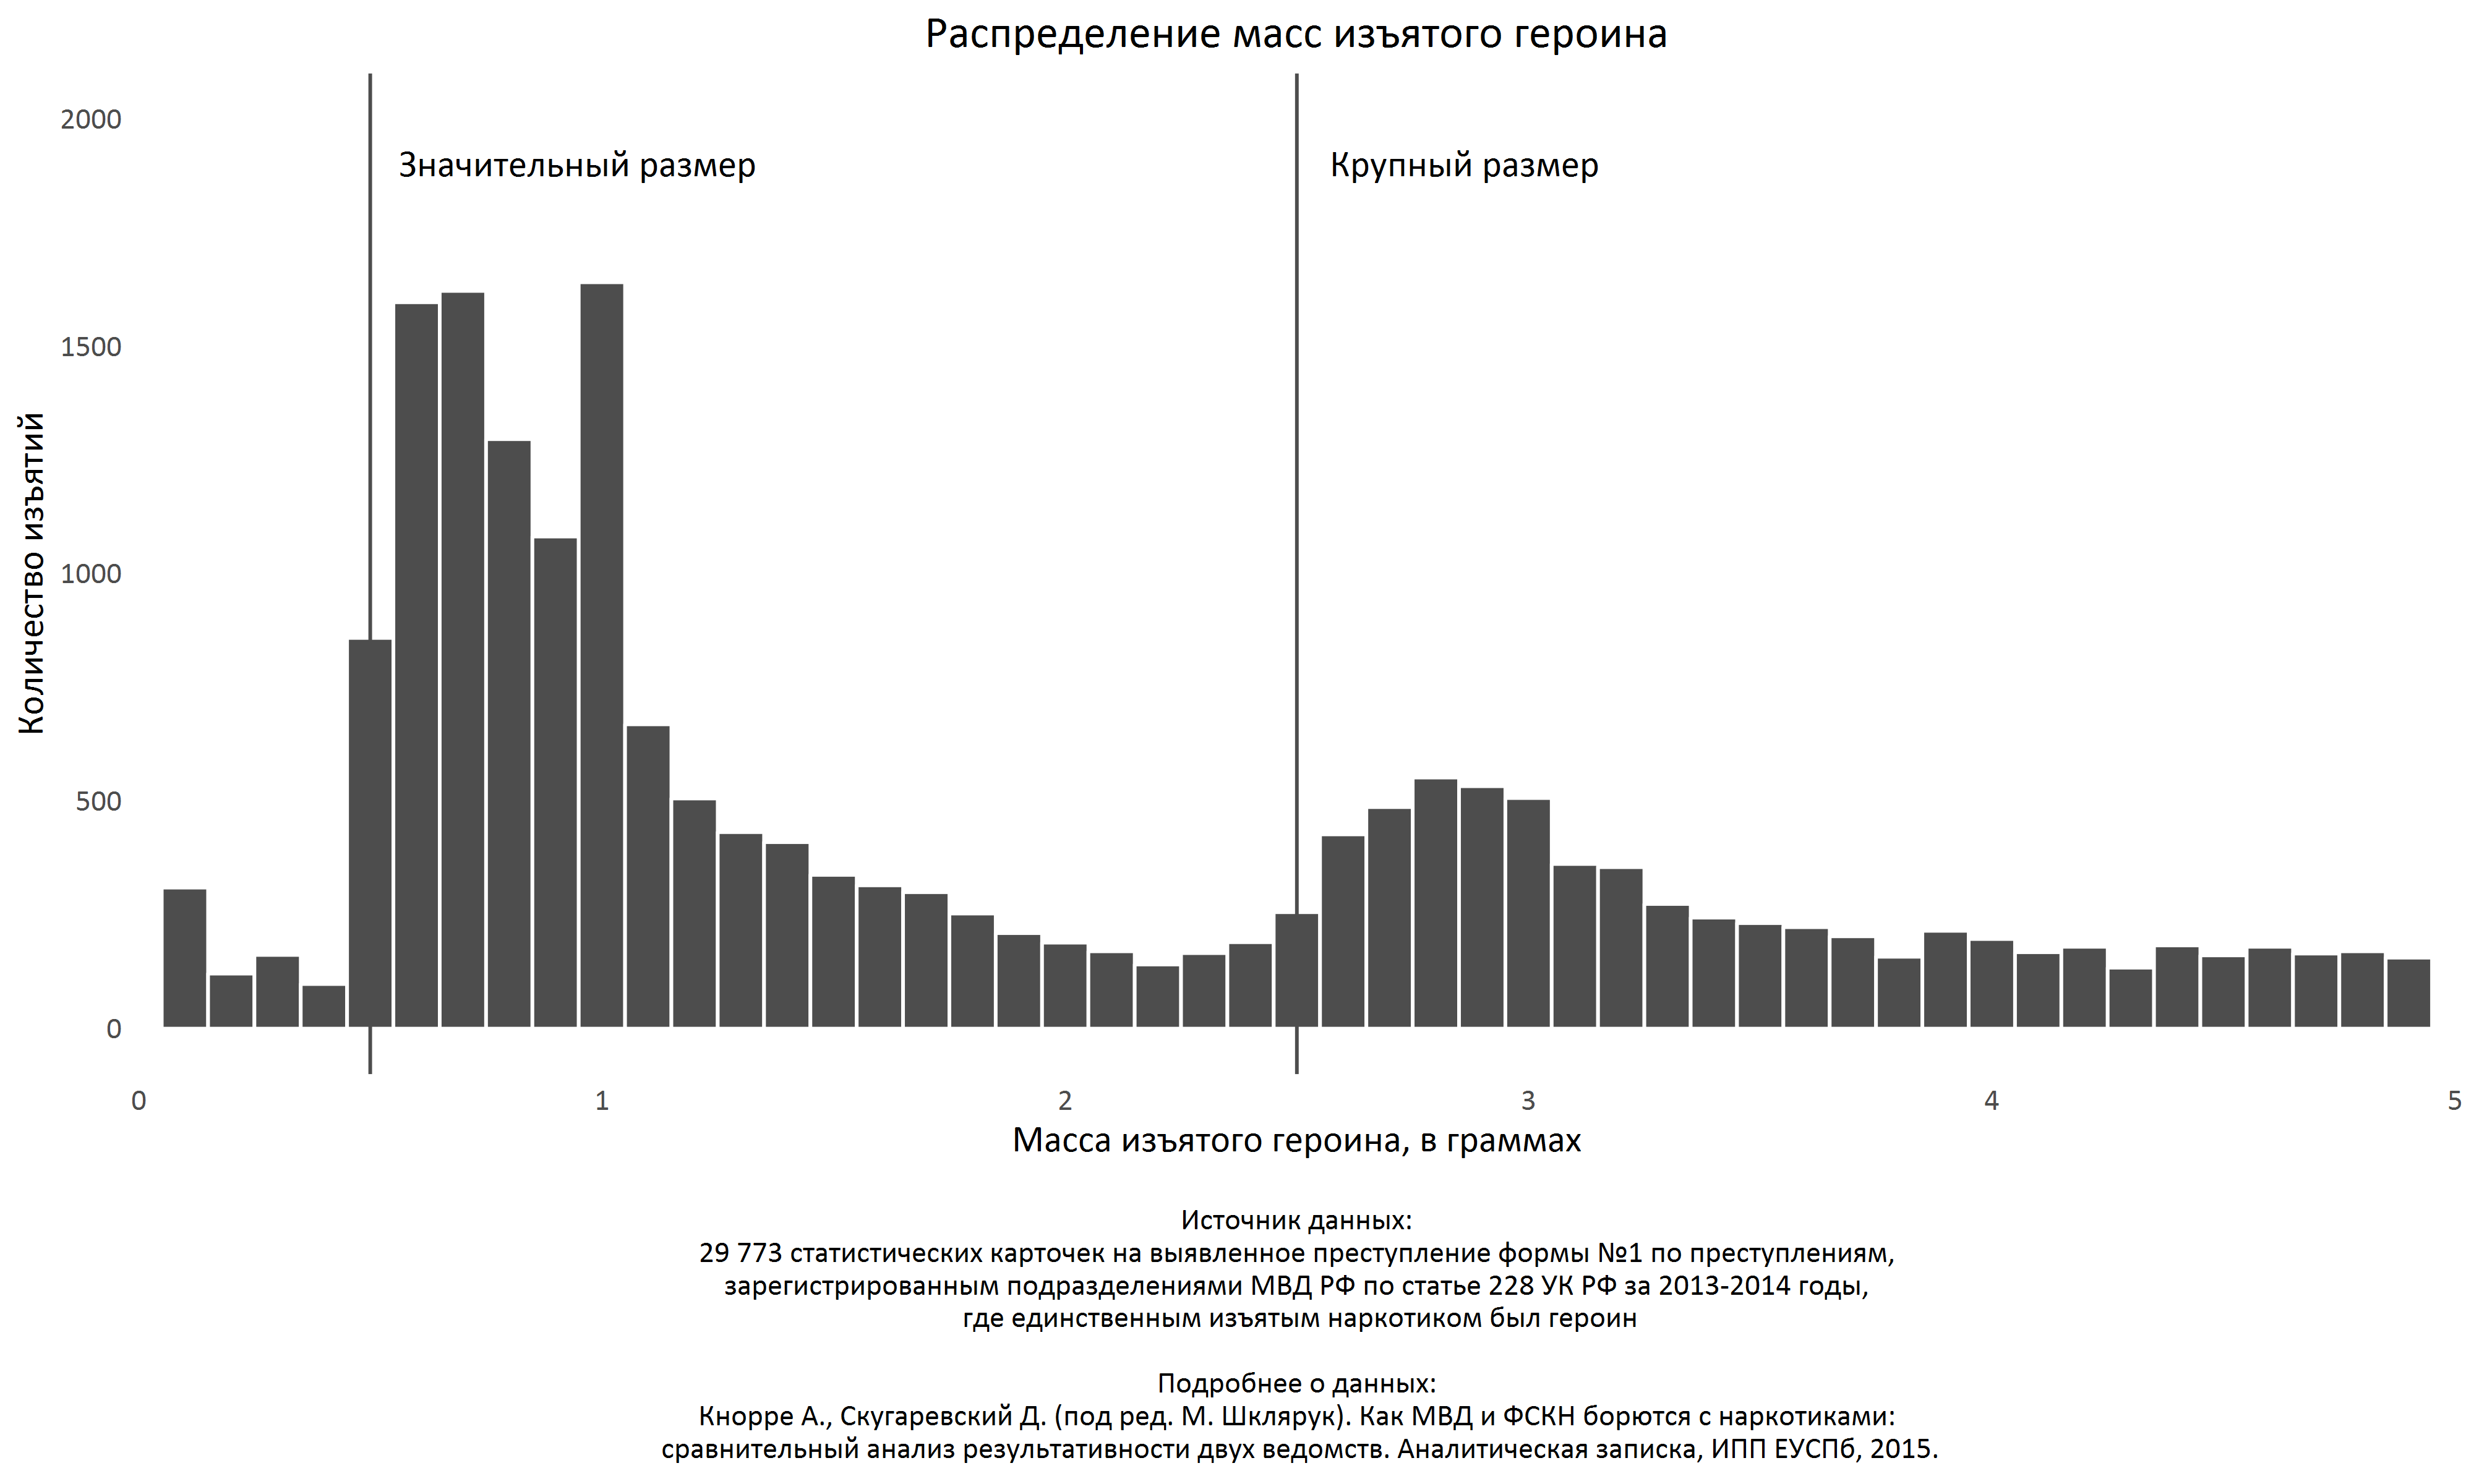 Распределение масс изъятого героина
2000
1500
1000
500
0
Количество изъятий
Значительный размер
Крупный размер
0 1 2 3 4 5
Масса изъятого героина, в граммах
Источник данных:
29 773 статистических карточек на выявленное преступление формы №1 по преступлениям,
зарегистрированным подразделениями МВД РФ по статье 228 УК РФ за 2013-2014 годы,
где единственным изъятым наркотиком был героин
Подробнее о данных:
Кнорре А., Скугаревский Д. (под ред. М. Шклярук). Как МВД и ФСКН борются с наркотиками:
сравнительный анализ результативности двух ведомств. Аналитическая записка, ИПП ЕУСПб, 2015.